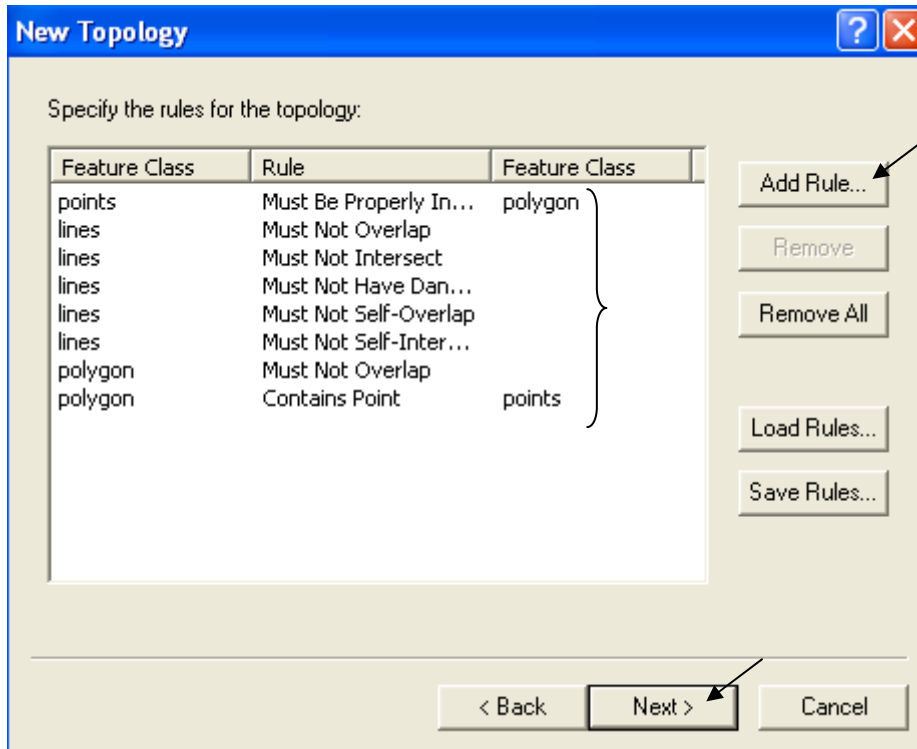 New Topology
Specify the rules for the topology:
Feature Class Rule Feature Class
points Must Be Properly In... polygon
lines Must Not Overlap
lines Must Not Intersect
lines Must Not Have Dan...
lines Must Not Self-Overlap
lines Must Not Self-Inter...
polygon Must Not Overlap
polygon Contains Point points
Add Rule...
Remove
Remove All
Load Rules...
Save Rules...
< Back Next > Cancel